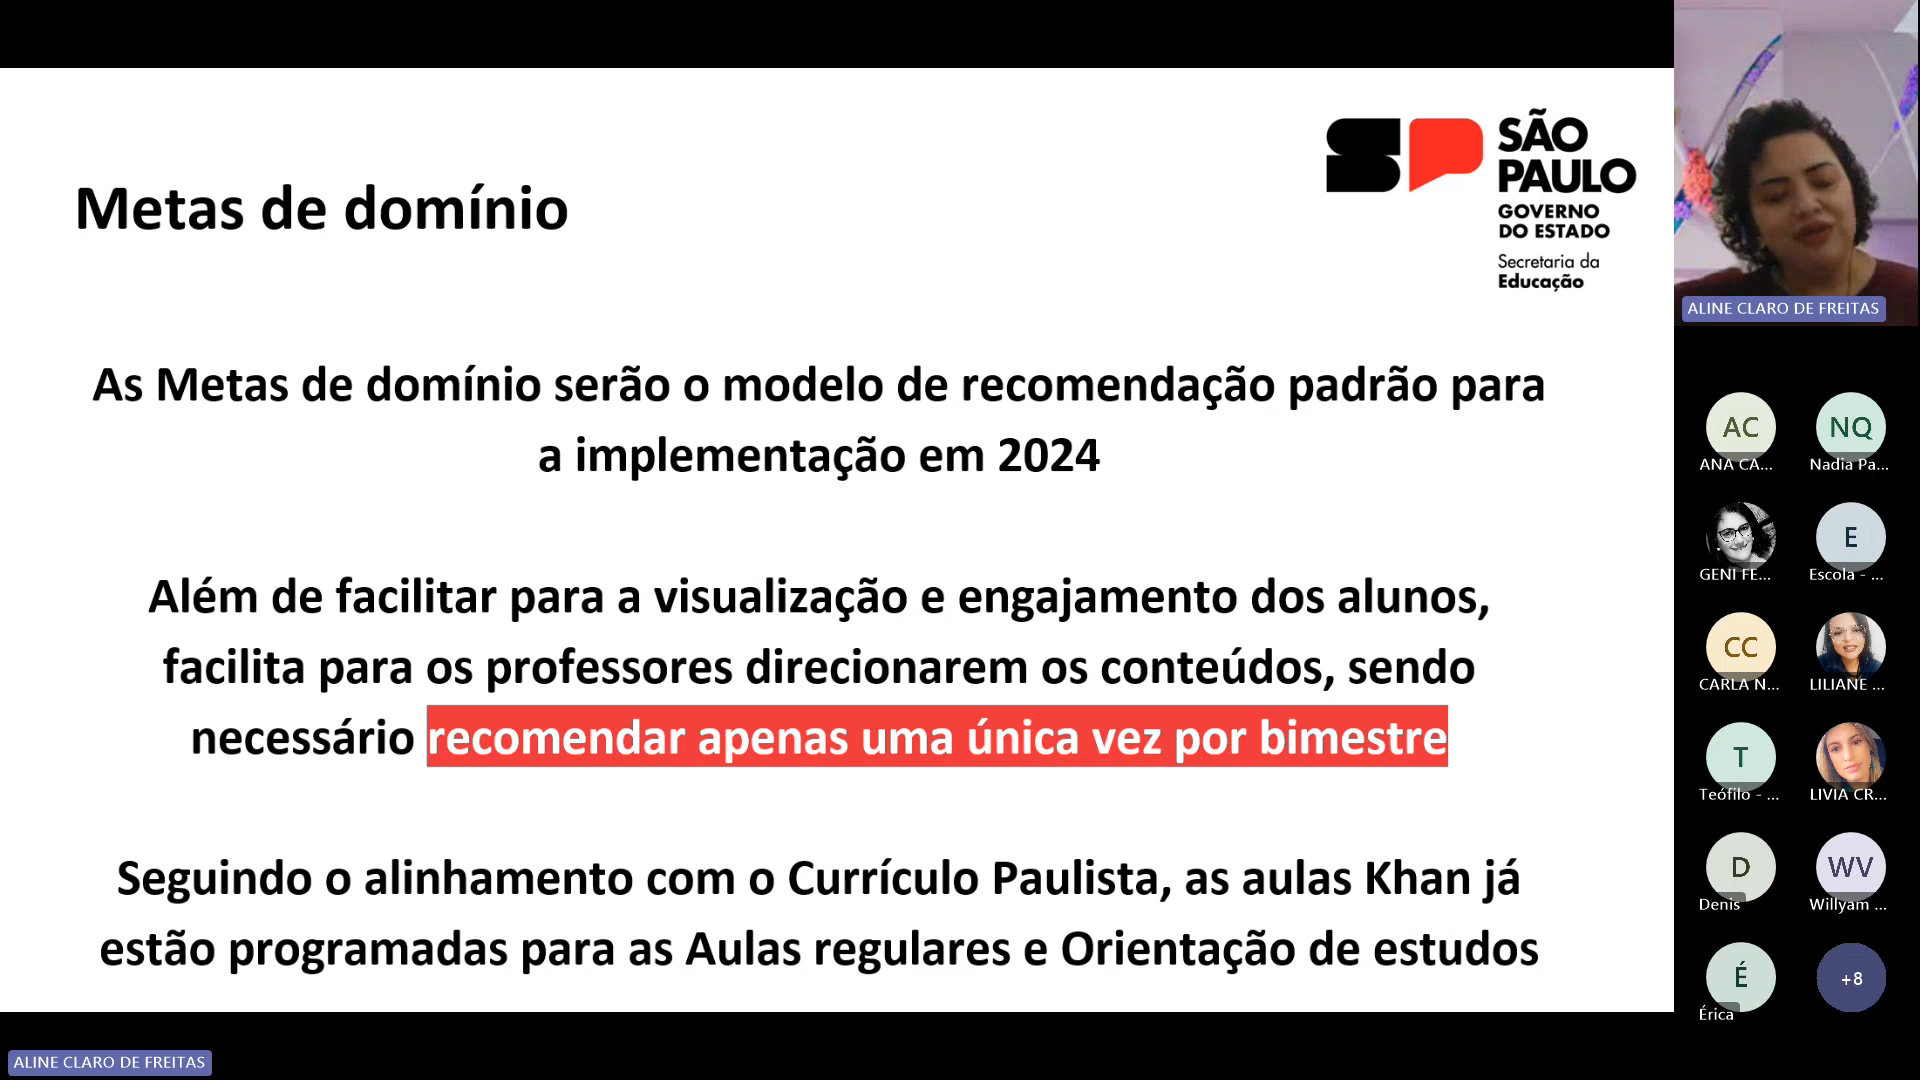 SÃO
PAULO
GOVERNO
DO ESTADO
Secretaria da
Educação
Metas de domínio
As Metas de domínio serão o modelo de recomendação padrão para
a implementação em 2024
Além de facilitar para a visualização e engajamento dos alunos,
facilita para os professores direcionarem os conteúdos, sendo
necessário recomendar apenas uma única vez por bimestre
Seguindo o alinhamento com o Currículo Paulista, as aulas Khan já
estão programadas para as Aulas regulares e Orientação de estudos
ALINE CLARO DE FREITAS
ALINE CLARO DE FREITAS
AC
ANA CA...
NQ
Nadia Pa...
GENI FE...
E
Escola - ...
CC
CARLA N...
LILIANE ...
T
Teófilo - ...
LIVIA CR...
D
Denis
WV
Willyam ...
É
Érica
+8